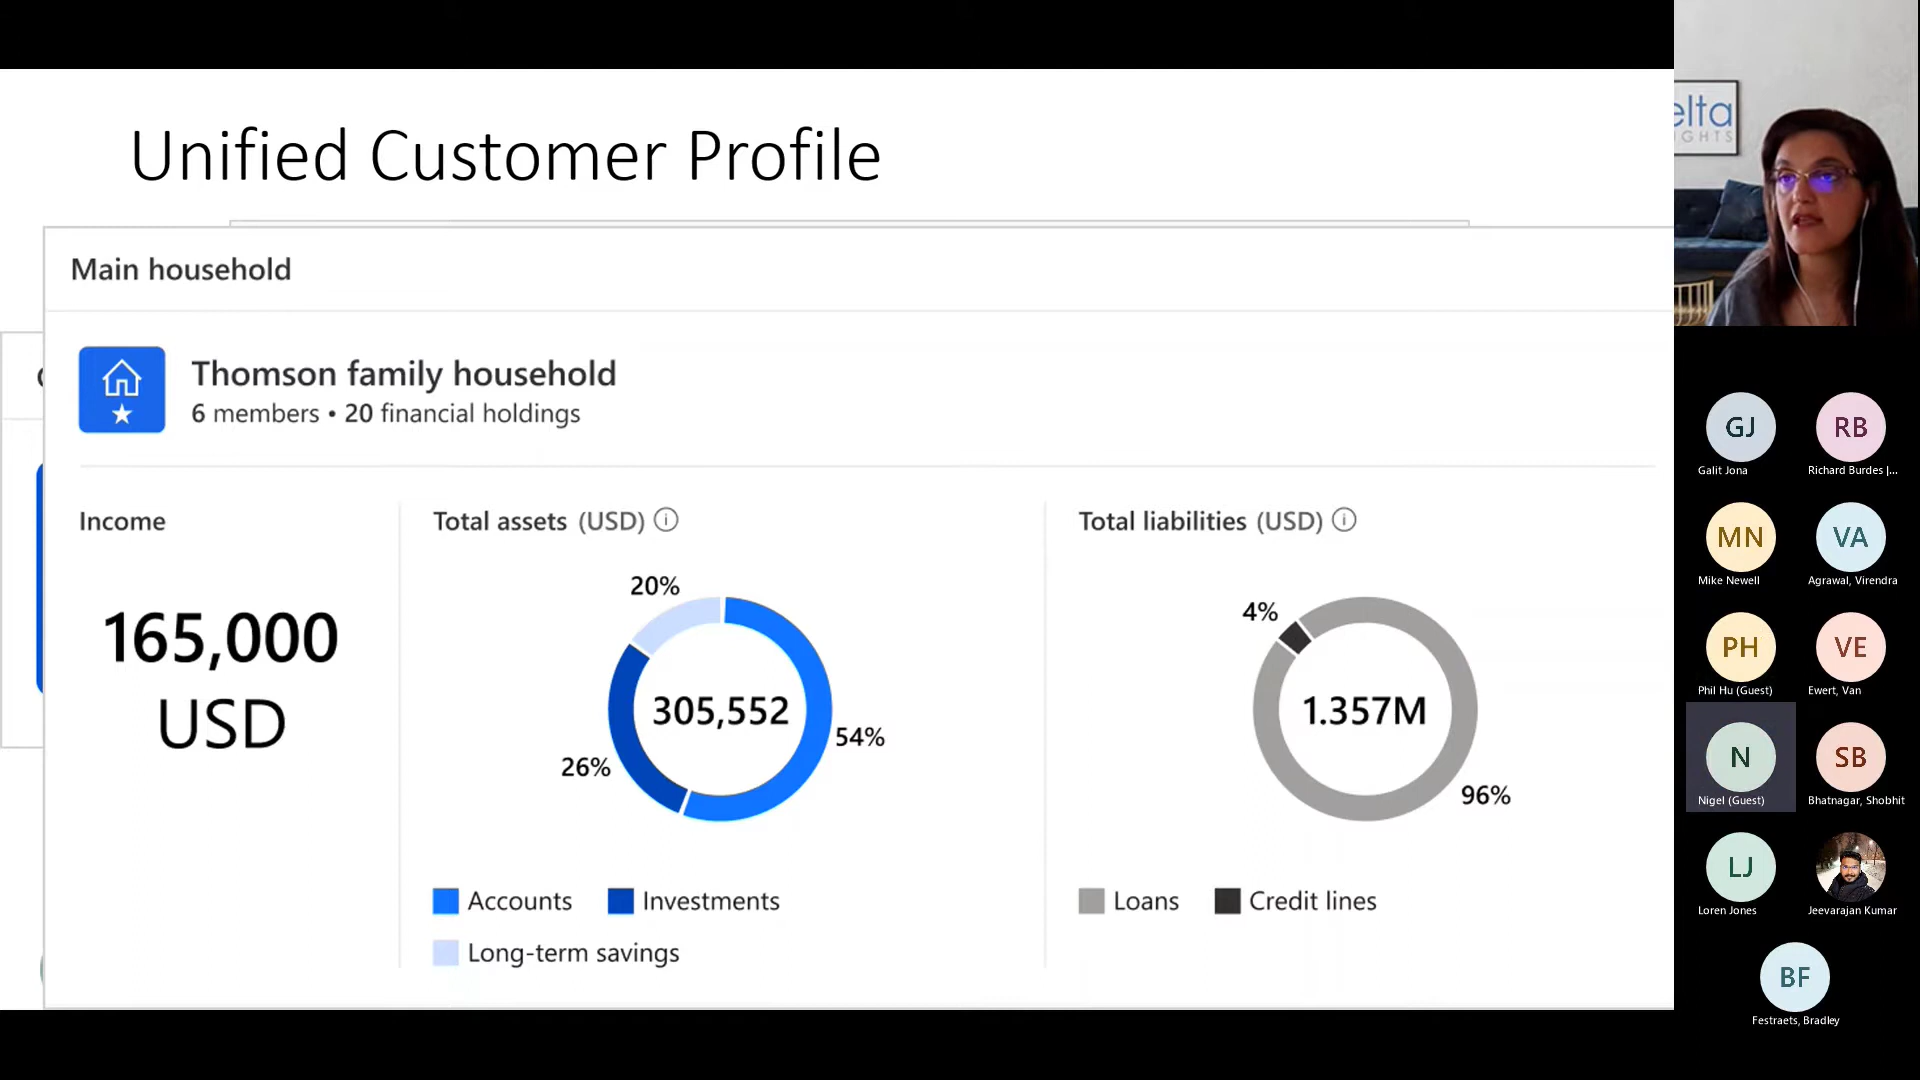 Unified Customer Profile
Main household
Thomson family household
6 members • 20 financial holdings
Income
165,000
USD
Total assets (USD)
20%
305,552
54%
26%
Accounts
Investments
Long-term savings
Total liabilities (USD)
4%
1.357M
96%
Loans
Credit lines
elta
IGHTS
GJ
Galit Jona
RB
Richard Burdes |...
MN
Mike Newell
VA
Agrawal, Virendra
PH
Phil Hu (Guest)
VE
Ewert, Van
N
Nigel (Guest)
SB
Bhatnagar, Shobhit
LJ
Loren Jones
Jeevarajan Kumar
BF
Festraets, Bradley